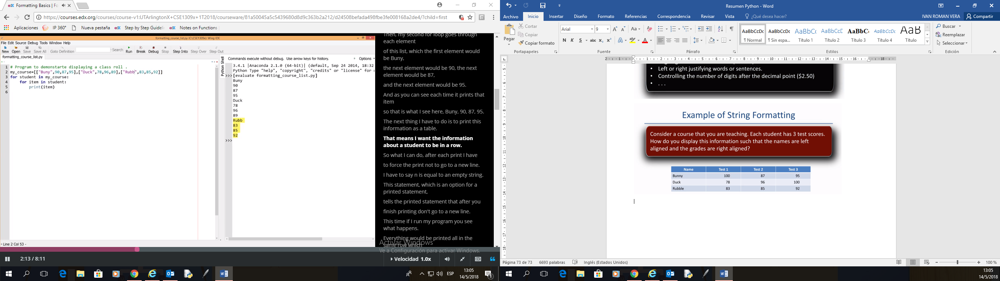 Formatting Basics | Fo
https://courses.edx.org/courses/course-v1:UTArlingtonX+CSE1309x+1T2018/courseware/81a50045a5c5439680d8d9c363b2a212/d24508befada498fbe3fe008168a2de4/?child=first
Aplicaciones IP 360° Nueva pestaña Step by Step Guideli Notes on Functions
formatting_course_list.py (C:\CSE1309x): Wing IDE
File Edit Source Debug Tools Window Help
New Open Save Save All Goto Definition Search Run Break Debug Stop Step Into Step Over Step Out
formatting_course_list.py
1 # Program to demonstarte displaying a class roll .
2 my_course=[["Buny",90,87,95],["Duck",78,96,89],["Rubb",83,85,92]]
3 for student in my_course:
4 for item in student:
5 print(item)
6
Line 2 Col 53 -
Python Shell
Commands execute without debug. Use arrow keys for history. Options
3.4.1 |Anaconda 2.1.0 (64-bit)| (default, Sep 24 2014, 18:32
Python Type "help", "copyright", "credits" or "license" for
>>> [evaluate formatting_course_list.py]
Buny
90
87
95
Duck
78
96
89
Rubb
83
85
92
>>>
Then, my second for loop goes through
each element
of this list, which the first element would
be Buny,
the next element would be 90, the next
element would be 87,
and the next element would be 95.
And as you can see each time it prints that
item
so that is what I see here, Buny, 90, 87, 95.
The next thing I have to do is to print this
information as a table.
That means I want the information
about a student to be in a row.
So what I can do, after each print I have
to force the print not to go to a new line.
I have to say n is equal to an empty string.
This statement, which is an option for a
printed statement,
tells the printed statement that after you
finish printing don't go to a new line.
This time if I run my program you see
what happens.
Everything would be printed all in the
same row which
Activar Windows
Ve a Configuración para activar Windows.
2:13 / 8:11
Velocidad 1.0x
ESP
13:05
14/5/2018
1
Resumen Python - Word
Archivo Inicio Insertar Diseño Formato Referencias Correspondencia Revisar Vista ¿Qué desea hacer? IVAN ROMAN VERA Compartir
Pegar
Cortar
Copiar
Copiar formato
Portapapeles
Arial 9
N K S abc x₂ x²
Fuente
Párrafo
AaBbCcDc AaBbCcDc AaBbC( AaBbCcE AaBbC AaBbCcDc AaB
¶ Normal ¶ Sin espa... Título 1 Título 2 Título 3 Título 4 Título
Estilos
Buscar
Reemplazar
Seleccionar
Edición
• Left or right justifying words or sentences.
• Controlling the number of digits after the decimal point ($2.50)
• . . .
Example of String Formatting
Consider a course that you are teaching. Each student has 3 test scores.
How do you display this information such that the names are left
aligned and the grades are right aligned?
Name Test 1 Test 2 Test 3
Bunny 100 87 95
Duck 78 96 100
Rubble 83 85 92
Página 73 de 73 6693 palabras Inglés (Estados Unidos) 100 %
13:05
14/5/2018